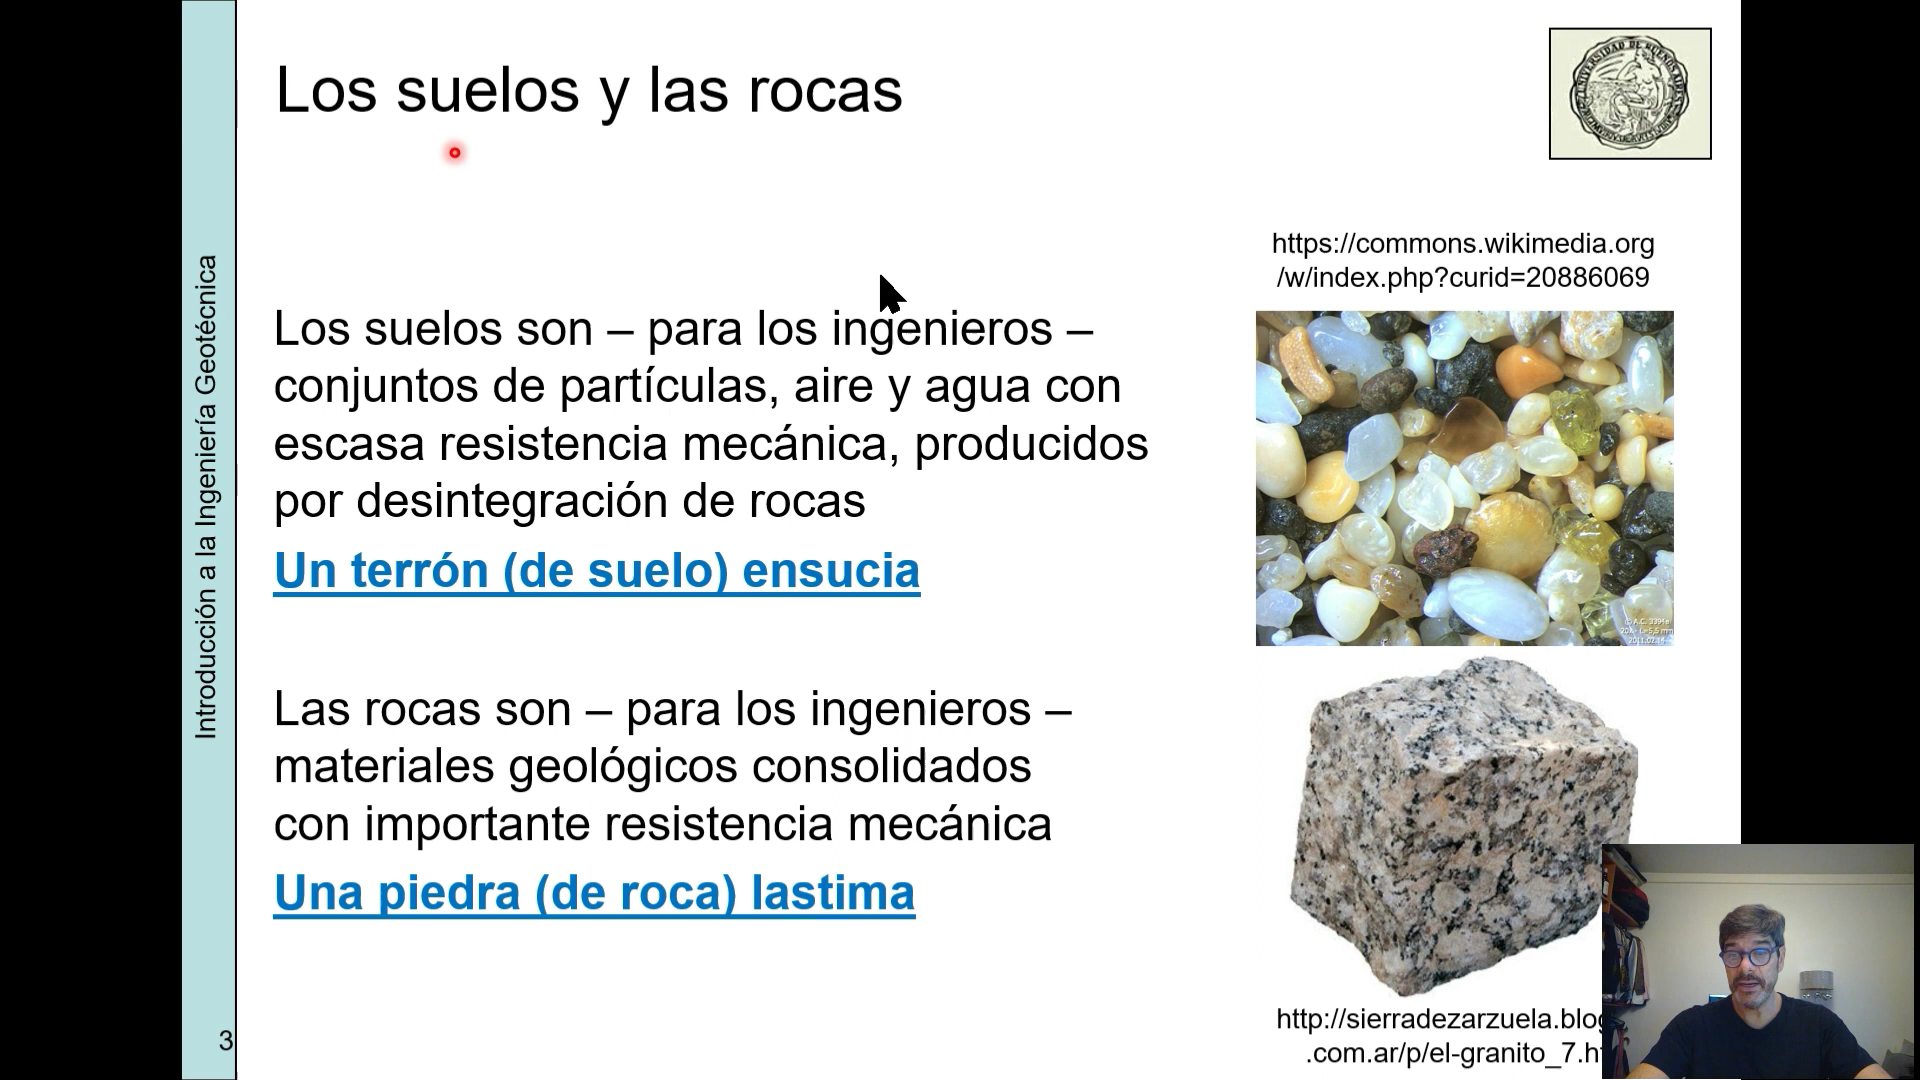 Los suelos y las rocas
Introducción a la Ingeniería Geotécnica
https://commons.wikimedia.org
/w/index.php?curid=20886069
Los suelos son – para los ingenieros –
conjuntos de partículas, aire y agua con
escasa resistencia mecánica, producidos
por desintegración de rocas
Un terrón (de suelo) ensucia
Las rocas son – para los ingenieros –
materiales geológicos consolidados
con importante resistencia mecánica
Una piedra (de roca) lastima
http://sierradezarzuela.blog
.com.ar/p/el-granito_7.h
3